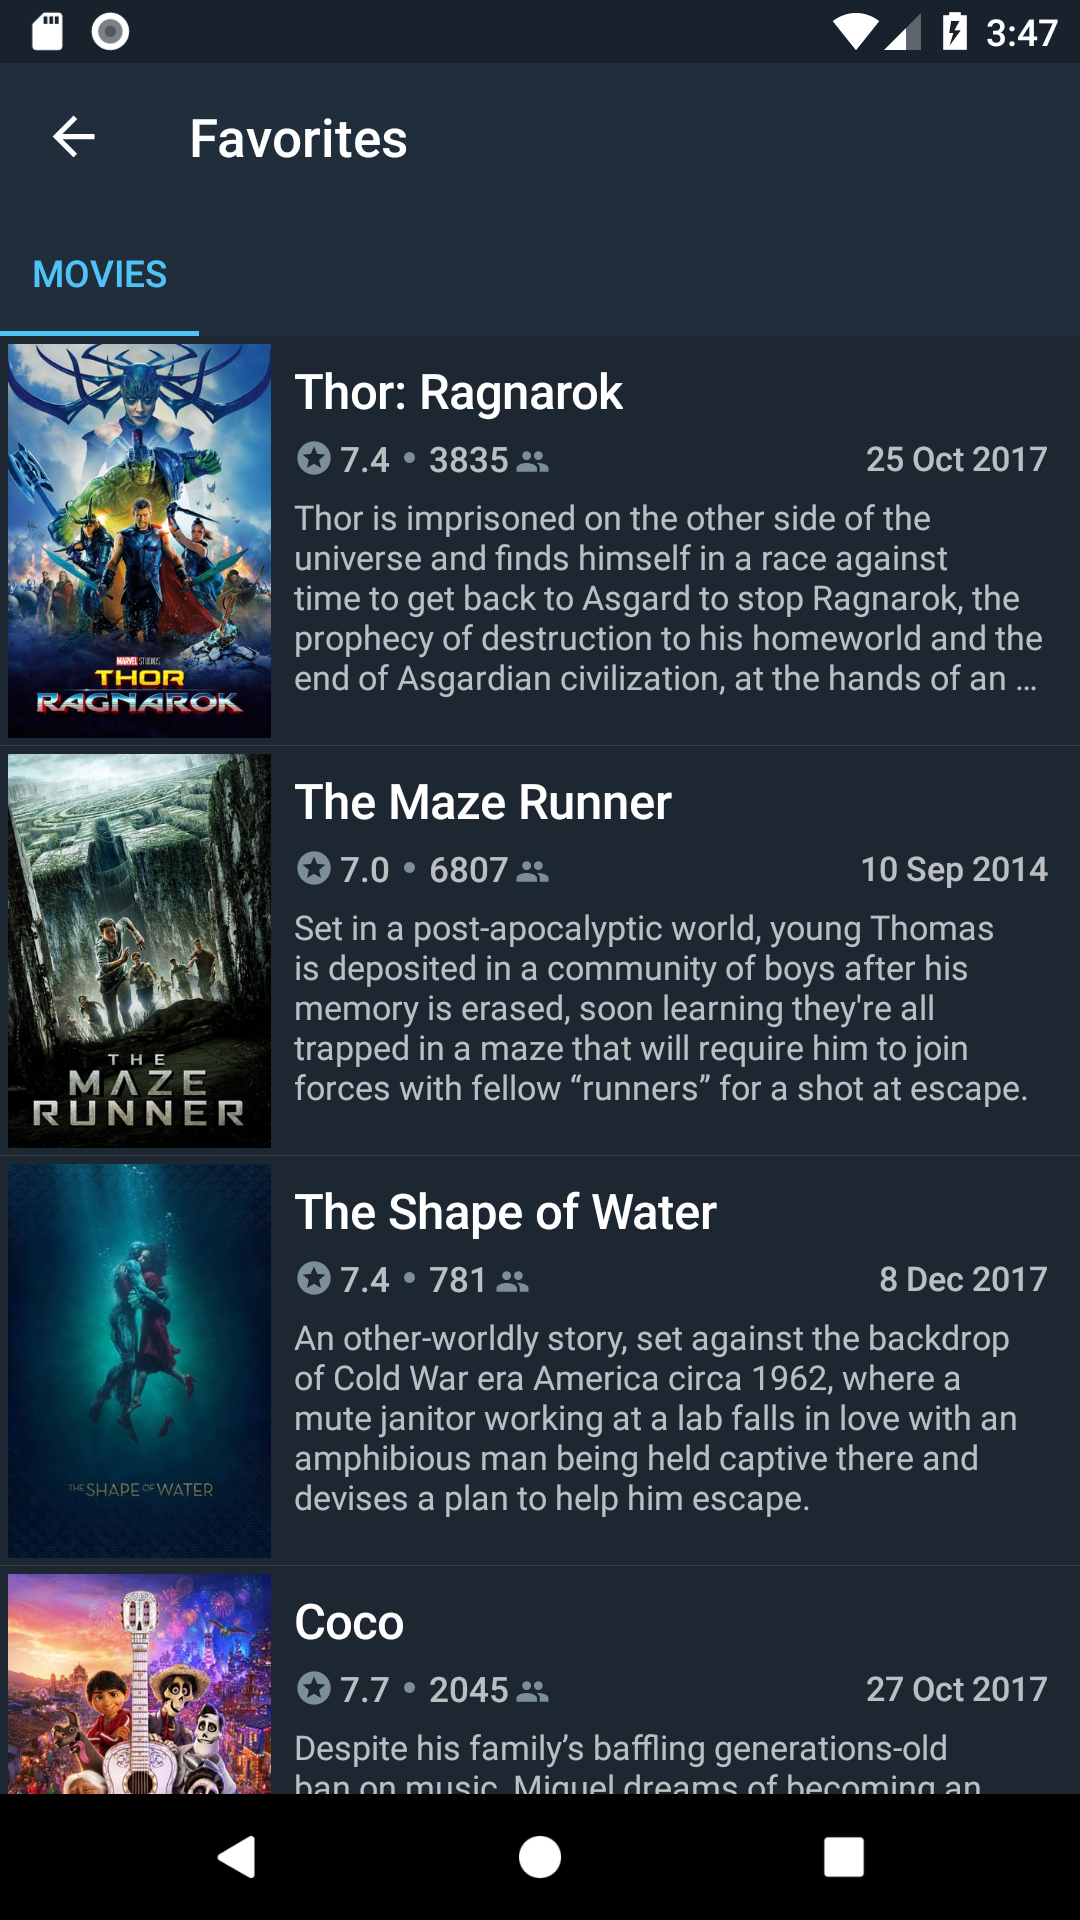 3:47
Favorites
MOVIES
Thor: Ragnarok
7.4 • 3835
25 Oct 2017
Thor is imprisoned on the other side of the
universe and finds himself in a race against
time to get back to Asgard to stop Ragnarok, the
prophecy of destruction to his homeworld and the
end of Asgardian civilization, at the hands of an ...
MARVEL STUDIOS
THOR
RAGNAROK
The Maze Runner
7.0 • 6807
10 Sep 2014
Set in a post-apocalyptic world, young Thomas
is deposited in a community of boys after his
memory is erased, soon learning they're all
trapped in a maze that will require him to join
forces with fellow “runners” for a shot at escape.
THE
MAZE
RUNNER
The Shape of Water
7.4 • 781
8 Dec 2017
An other-worldly story, set against the backdrop
of Cold War era America circa 1962, where a
mute janitor working at a lab falls in love with an
amphibious man being held captive there and
devises a plan to help him escape.
THE SHAPE OF WATER
Coco
7.7 • 2045
27 Oct 2017
Despite his family’s baffling generations-old
ban on music, Miguel dreams of becoming an